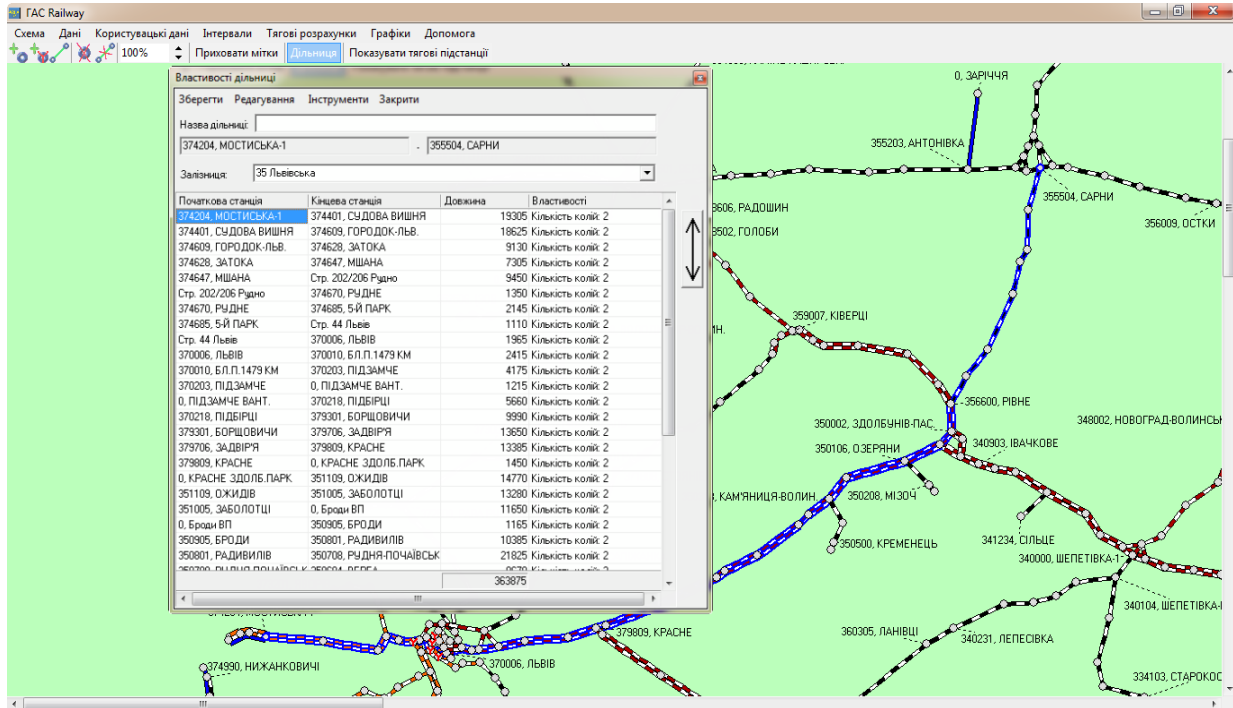 ГАС Railway
Схема Дані Користувацькі дані Інтервали Тягові розрахунки Графіки Допомога
100% Приховати мітки Дільниця Показувати тягові підстанції
Властивості дільниці
Зберегти Редагування Інструменти Закрити
Назва дільниці:
374204, МОСТИСЬКА-1 - 355504, САРНИ
Залізниця: 35 Львівська
Початкова станція Кінцева станція Довжина Властивості
374204, МОСТИСЬКА-1 374401, СУДОВА ВИШНЯ 19305 Кількість колій: 2
374401, СУДОВА ВИШНЯ 374609, ГОРОДОК-ЛЬВ. 18625 Кількість колій: 2
374609, ГОРОДОК-ЛЬВ. 374628, ЗАТОКА 9130 Кількість колій: 2
374628, ЗАТОКА 374647, МШАНА 7305 Кількість колій: 2
374647, МШАНА Стр. 202/206 Рудно 9450 Кількість колій: 2
Стр. 202/206 Рудно 374670, РУДНЕ 1350 Кількість колій: 2
374670, РУДНЕ 374685, 5-Й ПАРК 2145 Кількість колій: 2
374685, 5-Й ПАРК Стр. 44 Львів 1110 Кількість колій: 2
Стр. 44 Львів 370006, ЛЬВІВ 1965 Кількість колій: 2
370006, ЛЬВІВ 370010, БЛ.П.1479 КМ 2415 Кількість колій: 2
370010, БЛ.П.1479 КМ 370203, ПІДЗАМЧЕ 4175 Кількість колій: 2
370203, ПІДЗАМЧЕ 0, ПІДЗАМЧЕ ВАНТ. 1215 Кількість колій: 2
0, ПІДЗАМЧЕ ВАНТ. 370218, ПІДБІРЦІ 5660 Кількість колій: 2
370218, ПІДБІРЦІ 379301, БОРЩОВИЧИ 9990 Кількість колій: 2
379301, БОРЩОВИЧИ 379706, ЗАДВІР'Я 13650 Кількість колій: 2
379706, ЗАДВІР'Я 379809, КРАСНЕ 13385 Кількість колій: 2
379809, КРАСНЕ 0, КРАСНЕ ЗДОЛБ.ПАРК 1450 Кількість колій: 2
0, КРАСНЕ ЗДОЛБ.ПАРК 351109, ОЖИДІВ 14770 Кількість колій: 2
351109, ОЖИДІВ 351005, ЗАБОЛОТЦІ 13280 Кількість колій: 2
351005, ЗАБОЛОТЦІ 0, Броди ВП 11650 Кількість колій: 2
0, Броди ВП 350905, БРОДИ 1165 Кількість колій: 2
350905, БРОДИ 350801, РАДИВИЛІВ 10385 Кількість колій: 2
350801, РАДИВИЛІВ 350708, РУДНЯ-ПОЧАЇВСЬК 21825 Кількість колій: 2
363875
0, ЗАРІЧЧЯ
355203, АНТОНІВКА
355504, САРНИ
3606, РАДОШИН
356009, ОСТКИ
3502, ГОЛОБИ
359007, КІВЕРЦІ
356600, РІВНЕ
350002, ЗДОЛБУНІВ-ПАС.
348002, НОВОГРАД-ВОЛИНСЬК
340903, ІВАЧКОВЕ
350106, ОЗЕРЯНИ
КАМ'ЯНИЦЯ-ВОЛИН.
350208, МІЗОЧ
350500, КРЕМЕНЕЦЬ
341234, СІЛЬЦЕ
340000, ШЕПЕТІВКА-1
340104, ШЕПЕТІВКА-
360305, ЛАНІВЦІ
340231, ЛЕПЕСІВКА
379809, КРАСНЕ
370006, ЛЬВІВ
374990, НИЖАНКОВИЧІ
334103, СТАРОКОС